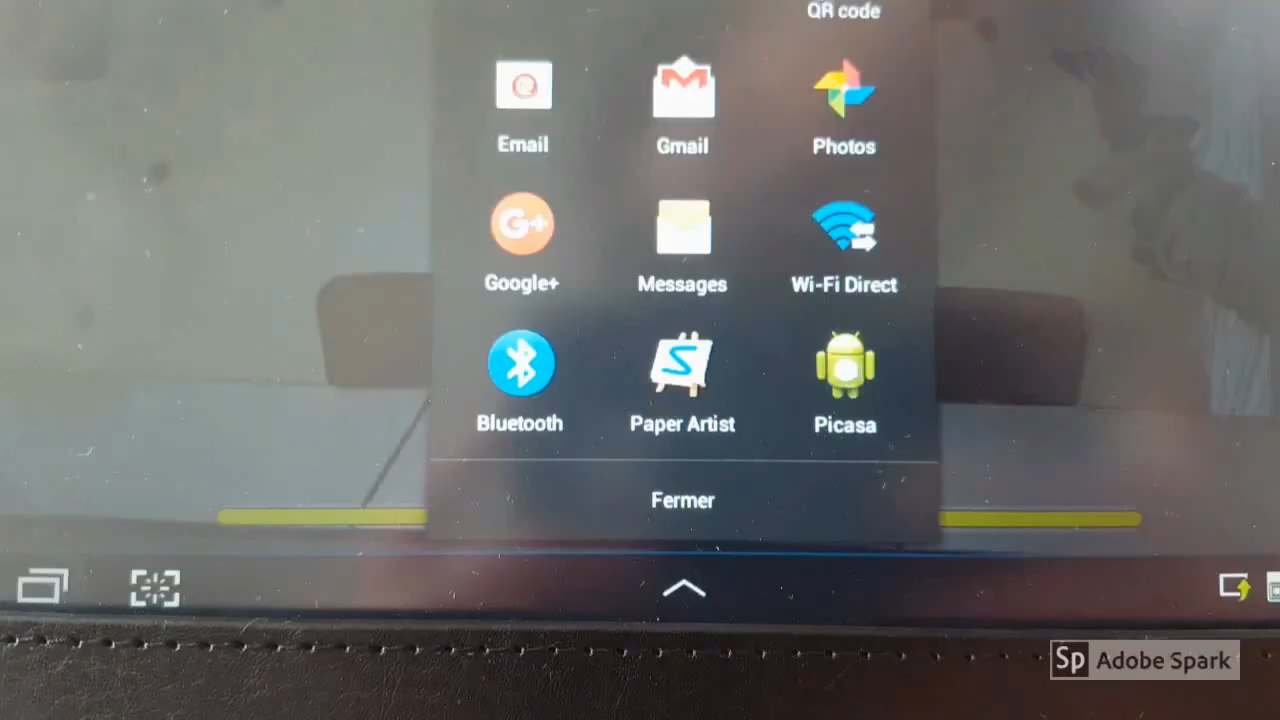 QR code
Email Gmail Photos
Google+ Messages Wi-Fi Direct
Bluetooth Paper Artist Picasa
Fermer
Sp Adobe Spark